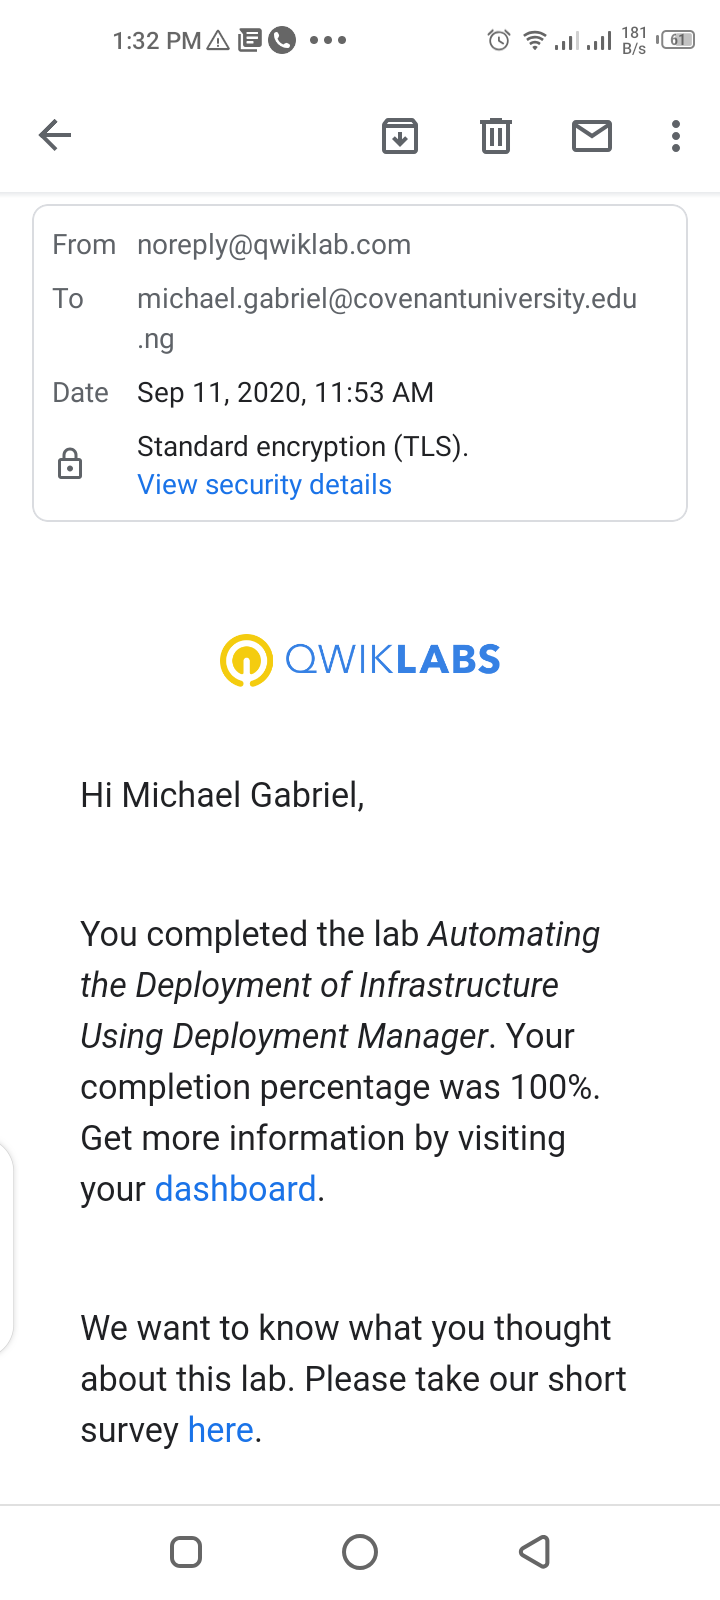 1:32 PM
181
B/s
61
From noreply@qwiklab.com
To michael.gabriel@covenantuniversity.edu
.ng
Date Sep 11, 2020, 11:53 AM
Standard encryption (TLS).
View security details
QWIKLABS
Hi Michael Gabriel,
You completed the lab Automating
the Deployment of Infrastructure
Using Deployment Manager. Your
completion percentage was 100%.
Get more information by visiting
your dashboard.
We want to know what you thought
about this lab. Please take our short
survey here.